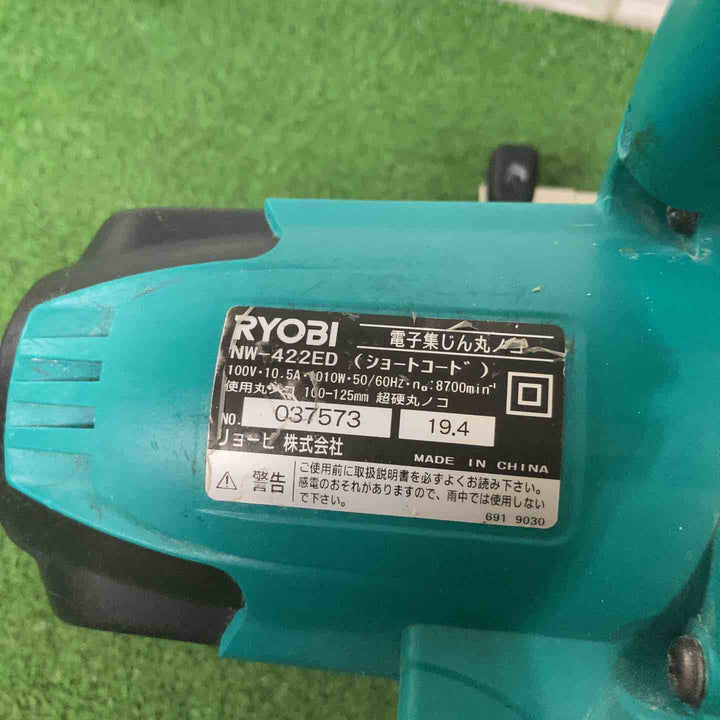 RYOBI 電子集じん丸ノコ
NW-422ED (ショートコード)
100V・10.5A・1010W・50/60Hz・n₀:8700min⁻¹
使用丸ノコ 100-125mm 超硬丸ノコ
NO. 037573 19.4
リョービ 株式会社
MADE IN CHINA
⚠ 警告 ご使用前に取扱説明書を必ずよくお読み下さい。
感電のおそれがありますので、雨中では使用しない
で下さい。
691 9030